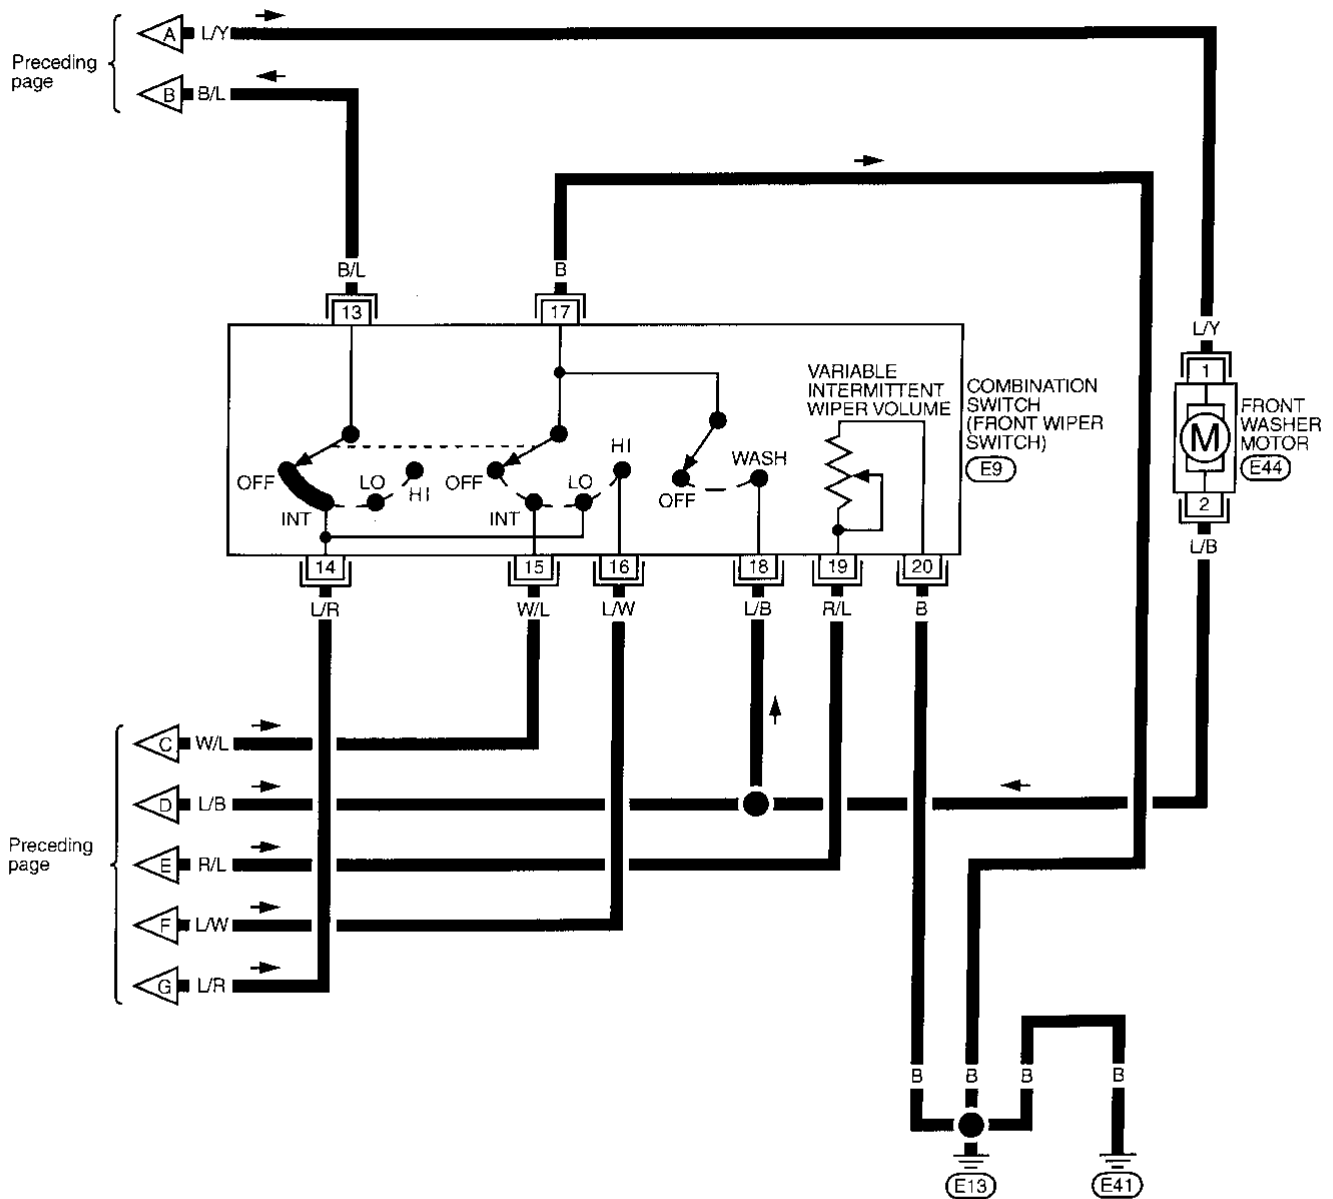 A L/Y
Preceding
page
B B/L
B/L
B
13
17
L/Y
1
VARIABLE
INTERMITTENT
WIPER VOLUME
COMBINATION
SWITCH
(FRONT WIPER
SWITCH)
E9
M
FRONT
WASHER
MOTOR
E44
2
L/B
OFF
INT
LO
HI
OFF
INT
LO
HI
OFF
WASH
14
15
16
18
19
20
L/R
W/L
L/W
L/B
R/L
B
C W/L
D L/B
Preceding
page
E R/L
F L/W
G L/R
B
B
B
B
E13
E41